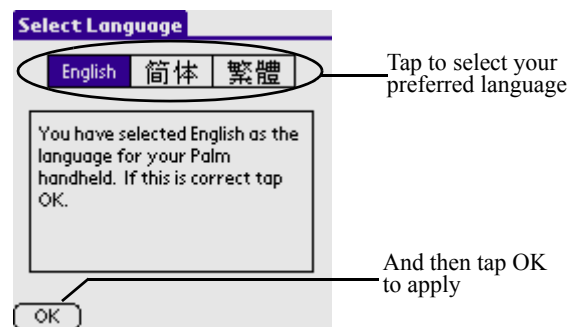 Select Language
English 简体 繁體
Tap to select your
preferred language
You have selected English as the
language for your Palm
handheld. If this is correct tap
OK.
And then tap OK
to apply
OK